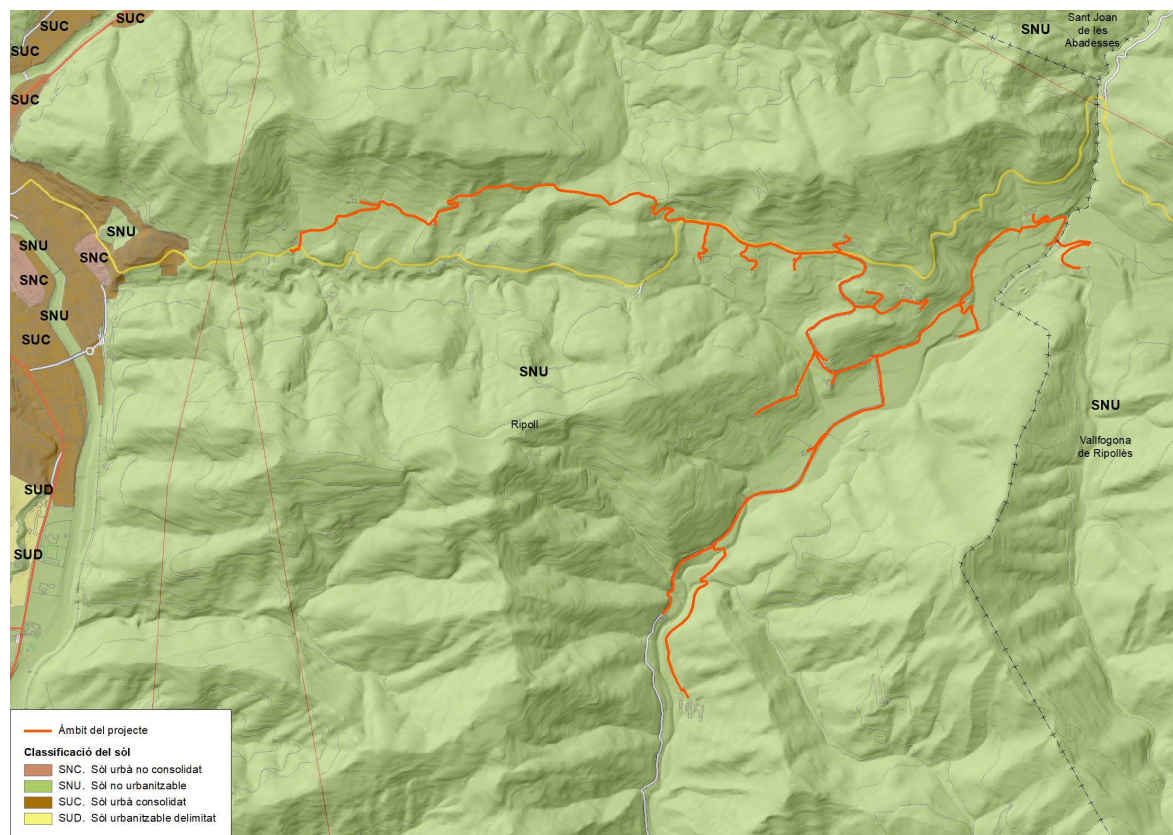 SUC
SUC
SUC
SUC
SNU
Sant Joan
de les
Abadesses
SNU
SNU
SNC
SNC
SNU
SUC
SNU
SNU
Ripoll
Vallfogona
de Ripollès
SUD
SUD
Àmbit del projecte
Classificació del sòl
SNC. Sòl urbà no consolidat
SNU. Sòl no urbanitzable
SUC. Sòl urbà consolidat
SUD. Sòl urbanitzable delimitat